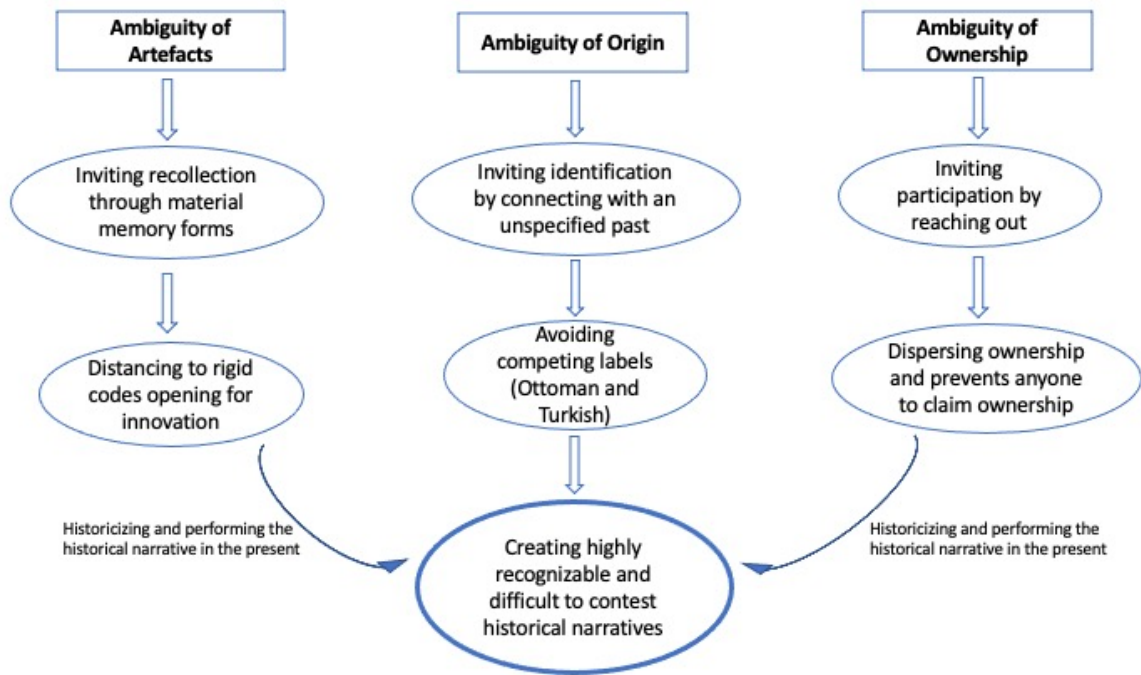 Ambiguity of
Artefacts
Ambiguity of Origin
Ambiguity of
Ownership
Inviting recollection
through material
memory forms
Inviting identification
by connecting with an
unspecified past
Inviting
participation by
reaching out
Distancing to rigid
codes opening for
innovation
Avoiding
competing labels
(Ottoman and
Turkish)
Dispersing ownership
and prevents anyone
to claim ownership
Historicizing and performing the
historical narrative in the present
Creating highly
recognizable and
difficult to contest
historical narratives
Historicizing and performing the
historical narrative in the present